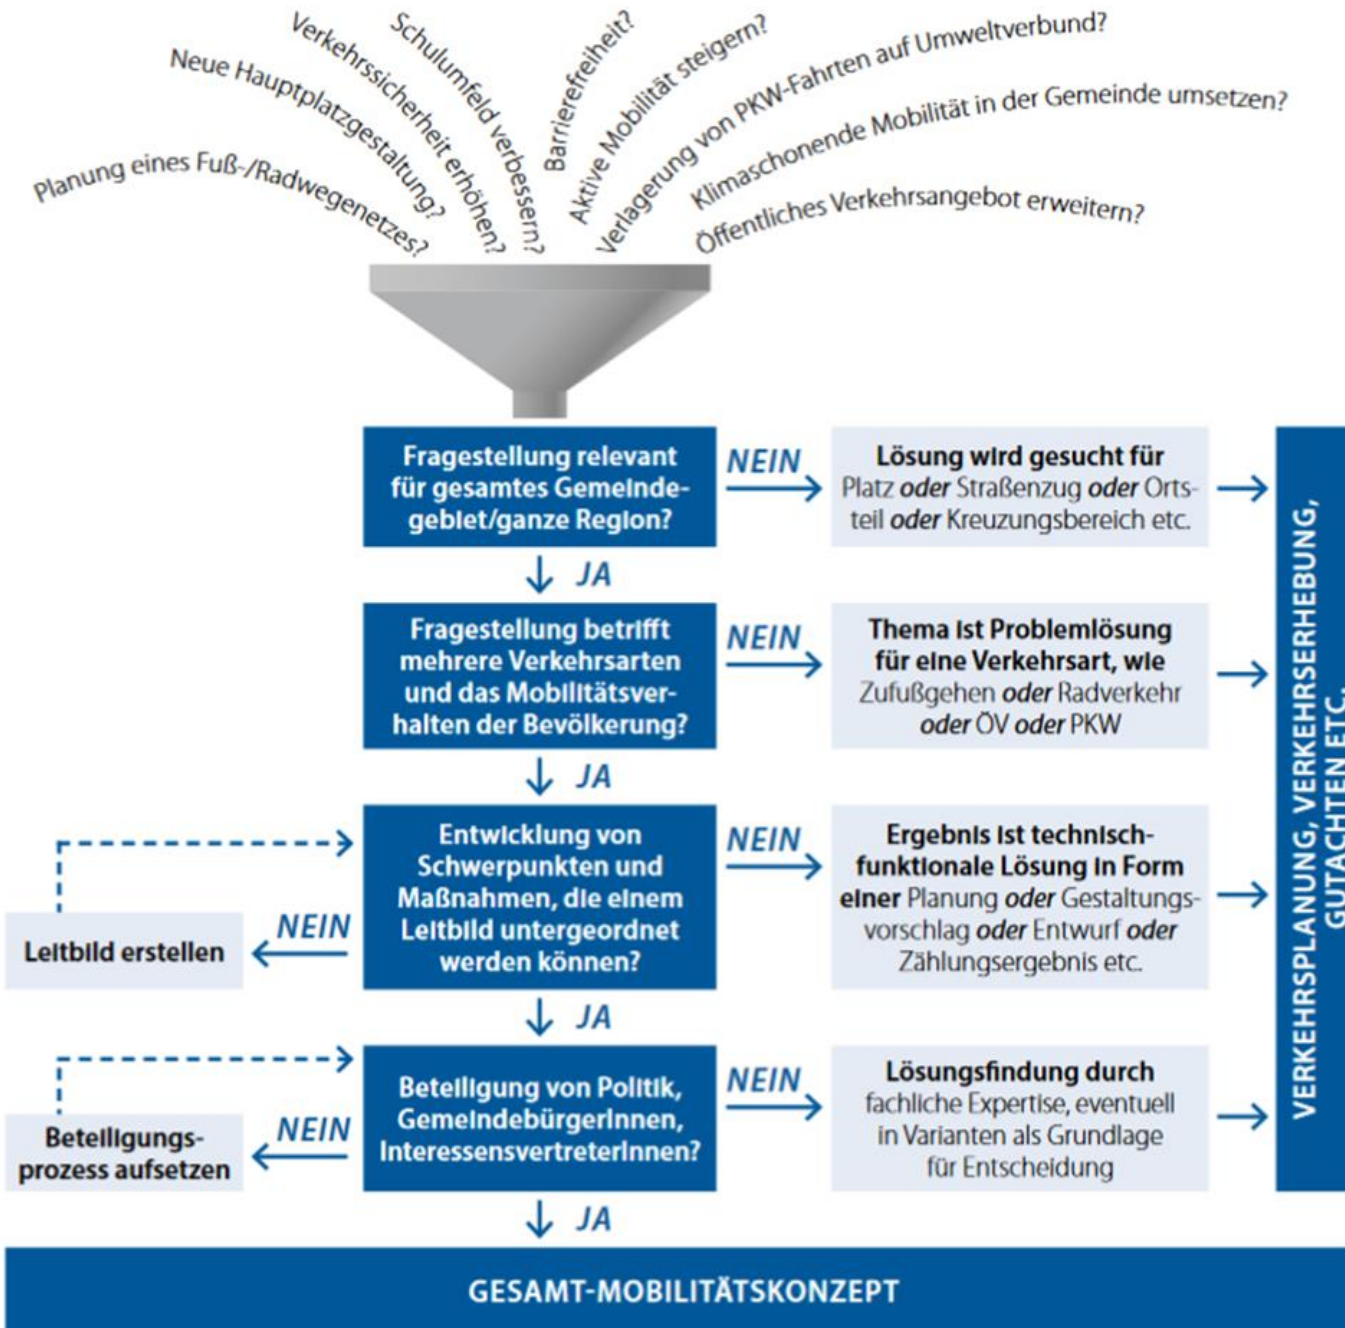 Planung eines Fuß-/Radwegenetzes?
Neue Hauptplatzgestaltung?
Verkehrssicherheit erhöhen?
Schulumfeld verbessern?
Barrierefreiheit?
Aktive Mobilität steigern?
Verlagerung von PKW-Fahrten auf Umweltverbund?
Klimaschonende Mobilität in der Gemeinde umsetzen?
Öffentliches Verkehrsangebot erweitern?
Fragestellung relevant
für gesamtes Gemeinde-
gebiet/ganze Region?
NEIN
Lösung wird gesucht für
Platz oder Straßenzug oder Orts-
teil oder Kreuzungsbereich etc.
JA
Fragestellung betrifft
mehrere Verkehrsarten
und das Mobilitätsver-
halten der Bevölkerung?
NEIN
Thema ist Problemlösung
für eine Verkehrsart, wie
Zufußgehen oder Radverkehr
oder ÖV oder PKW
JA
Entwicklung von
Schwerpunkten und
Maßnahmen, die einem
Leitbild untergeordnet
werden können?
NEIN
Ergebnis ist technisch-
funktionale Lösung in Form
einer Planung oder Gestaltungs-
vorschlag oder Entwurf oder
Zählungsergebnis etc.
NEIN
Leitbild erstellen
JA
Beteiligung von Politik,
GemeindebürgerInnen,
InteressensvertreterInnen?
NEIN
Lösungsfindung durch
fachliche Expertise, eventuell
in Varianten als Grundlage
für Entscheidung
NEIN
Beteiligungs-
prozess aufsetzen
JA
VERKEHRSPLANUNG, VERKEHRSERHEBUNG,
GUTACHTEN ETC.
GESAMT-MOBILITÄTSKONZEPT